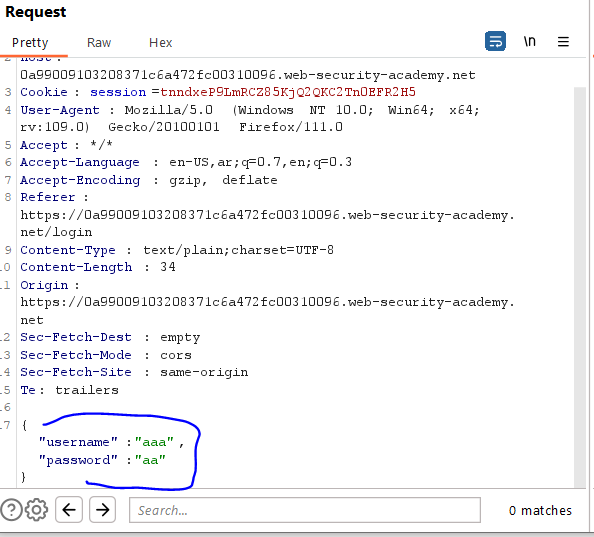 Request
Pretty Raw Hex \n
2 Host :
0a99009103208371c6a472fc00310096.web-security-academy.net
3 Cookie : session =tnndxeP9LmRCZ85KjQ2QKC2TnOEFR2H5
4 User-Agent : Mozilla/5.0 (Windows NT 10.0; Win64; x64;
rv:109.0) Gecko/20100101 Firefox/111.0
5 Accept : */*
6 Accept-Language : en-US,ar;q=0.7,en;q=0.3
7 Accept-Encoding : gzip, deflate
8 Referer :
https://0a99009103208371c6a472fc00310096.web-security-academy.
net/login
9 Content-Type : text/plain;charset=UTF-8
10 Content-Length : 34
11 Origin :
https://0a99009103208371c6a472fc00310096.web-security-academy.
net
12 Sec-Fetch-Dest : empty
13 Sec-Fetch-Mode : cors
14 Sec-Fetch-Site : same-origin
15 Te : trailers
16
17 {
"username" :"aaa" ,
"password" :"aa"
}
Search... 0 matches